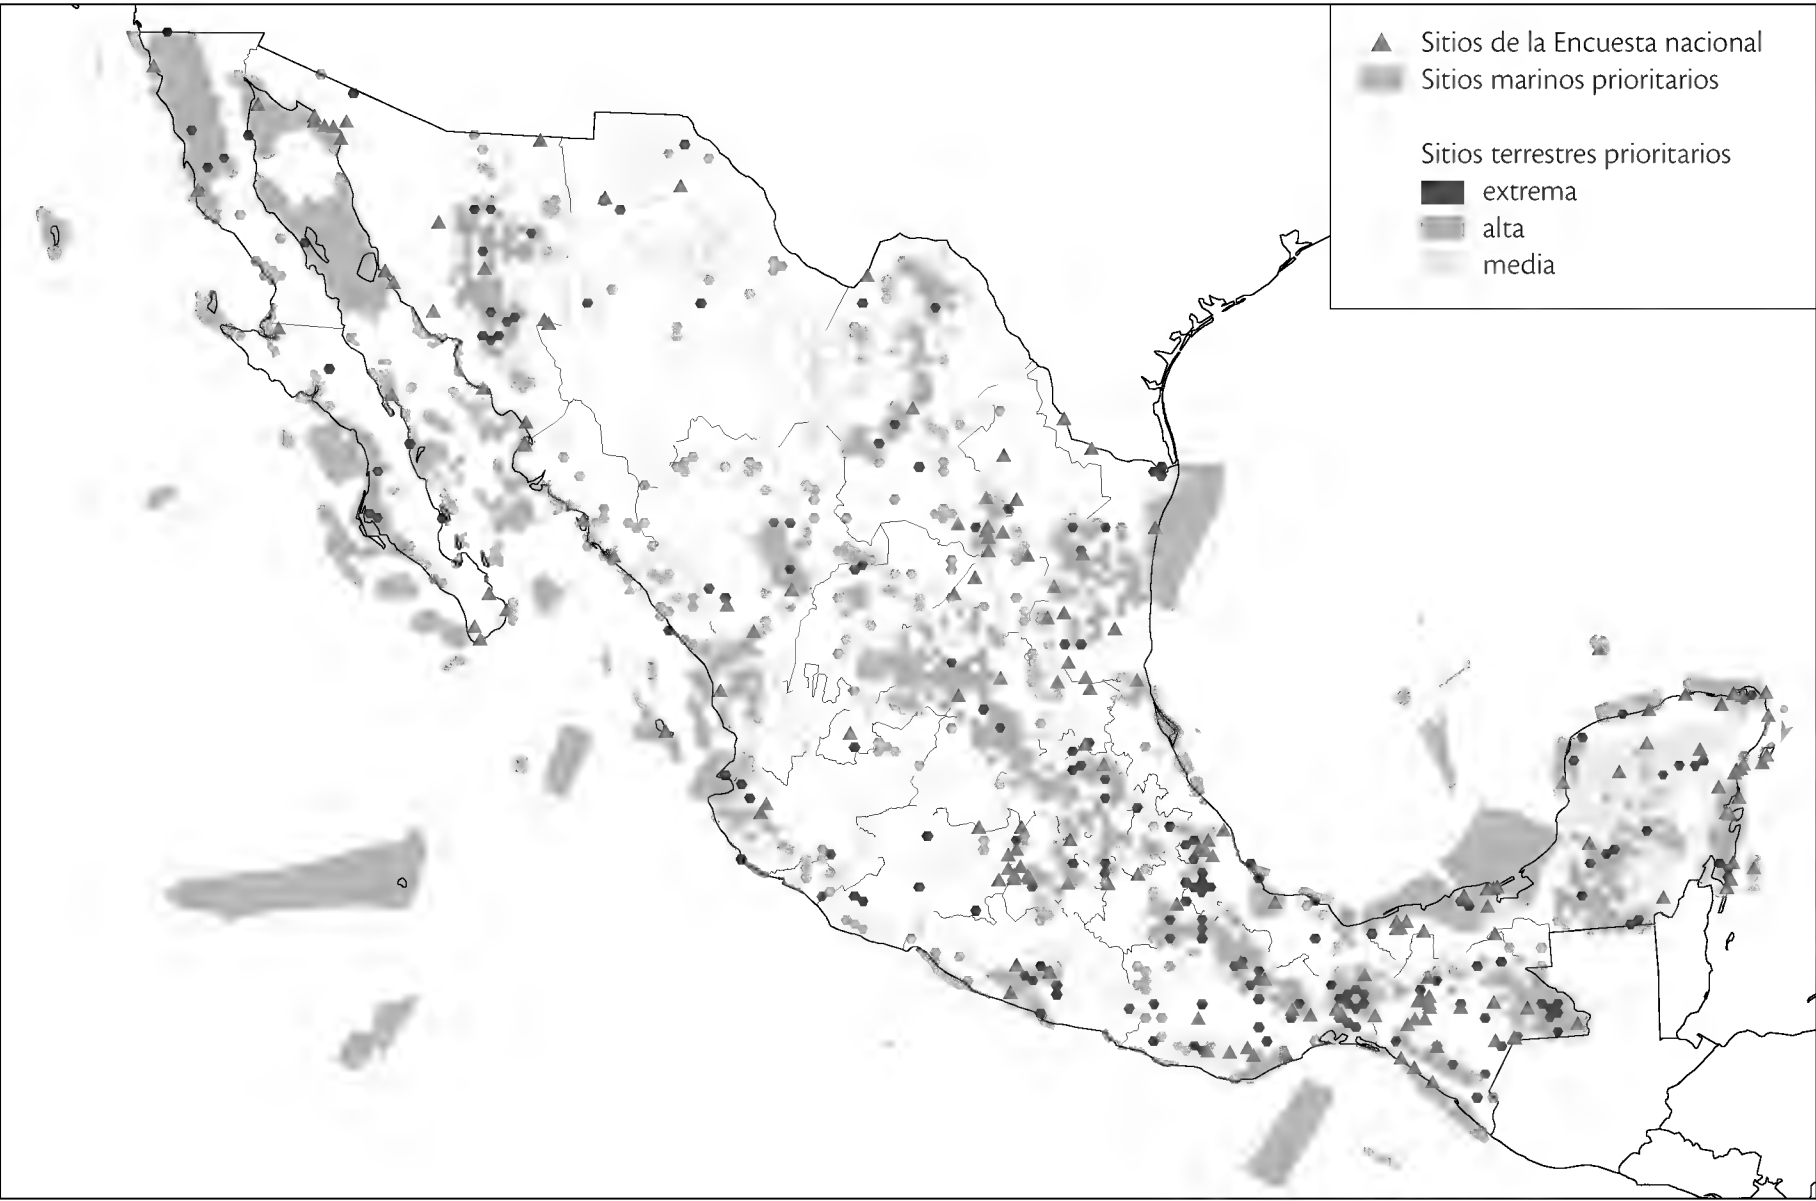 Sitios de la Encuesta nacional
Sitios marinos prioritarios
Sitios terrestres prioritarios
extrema
alta
media